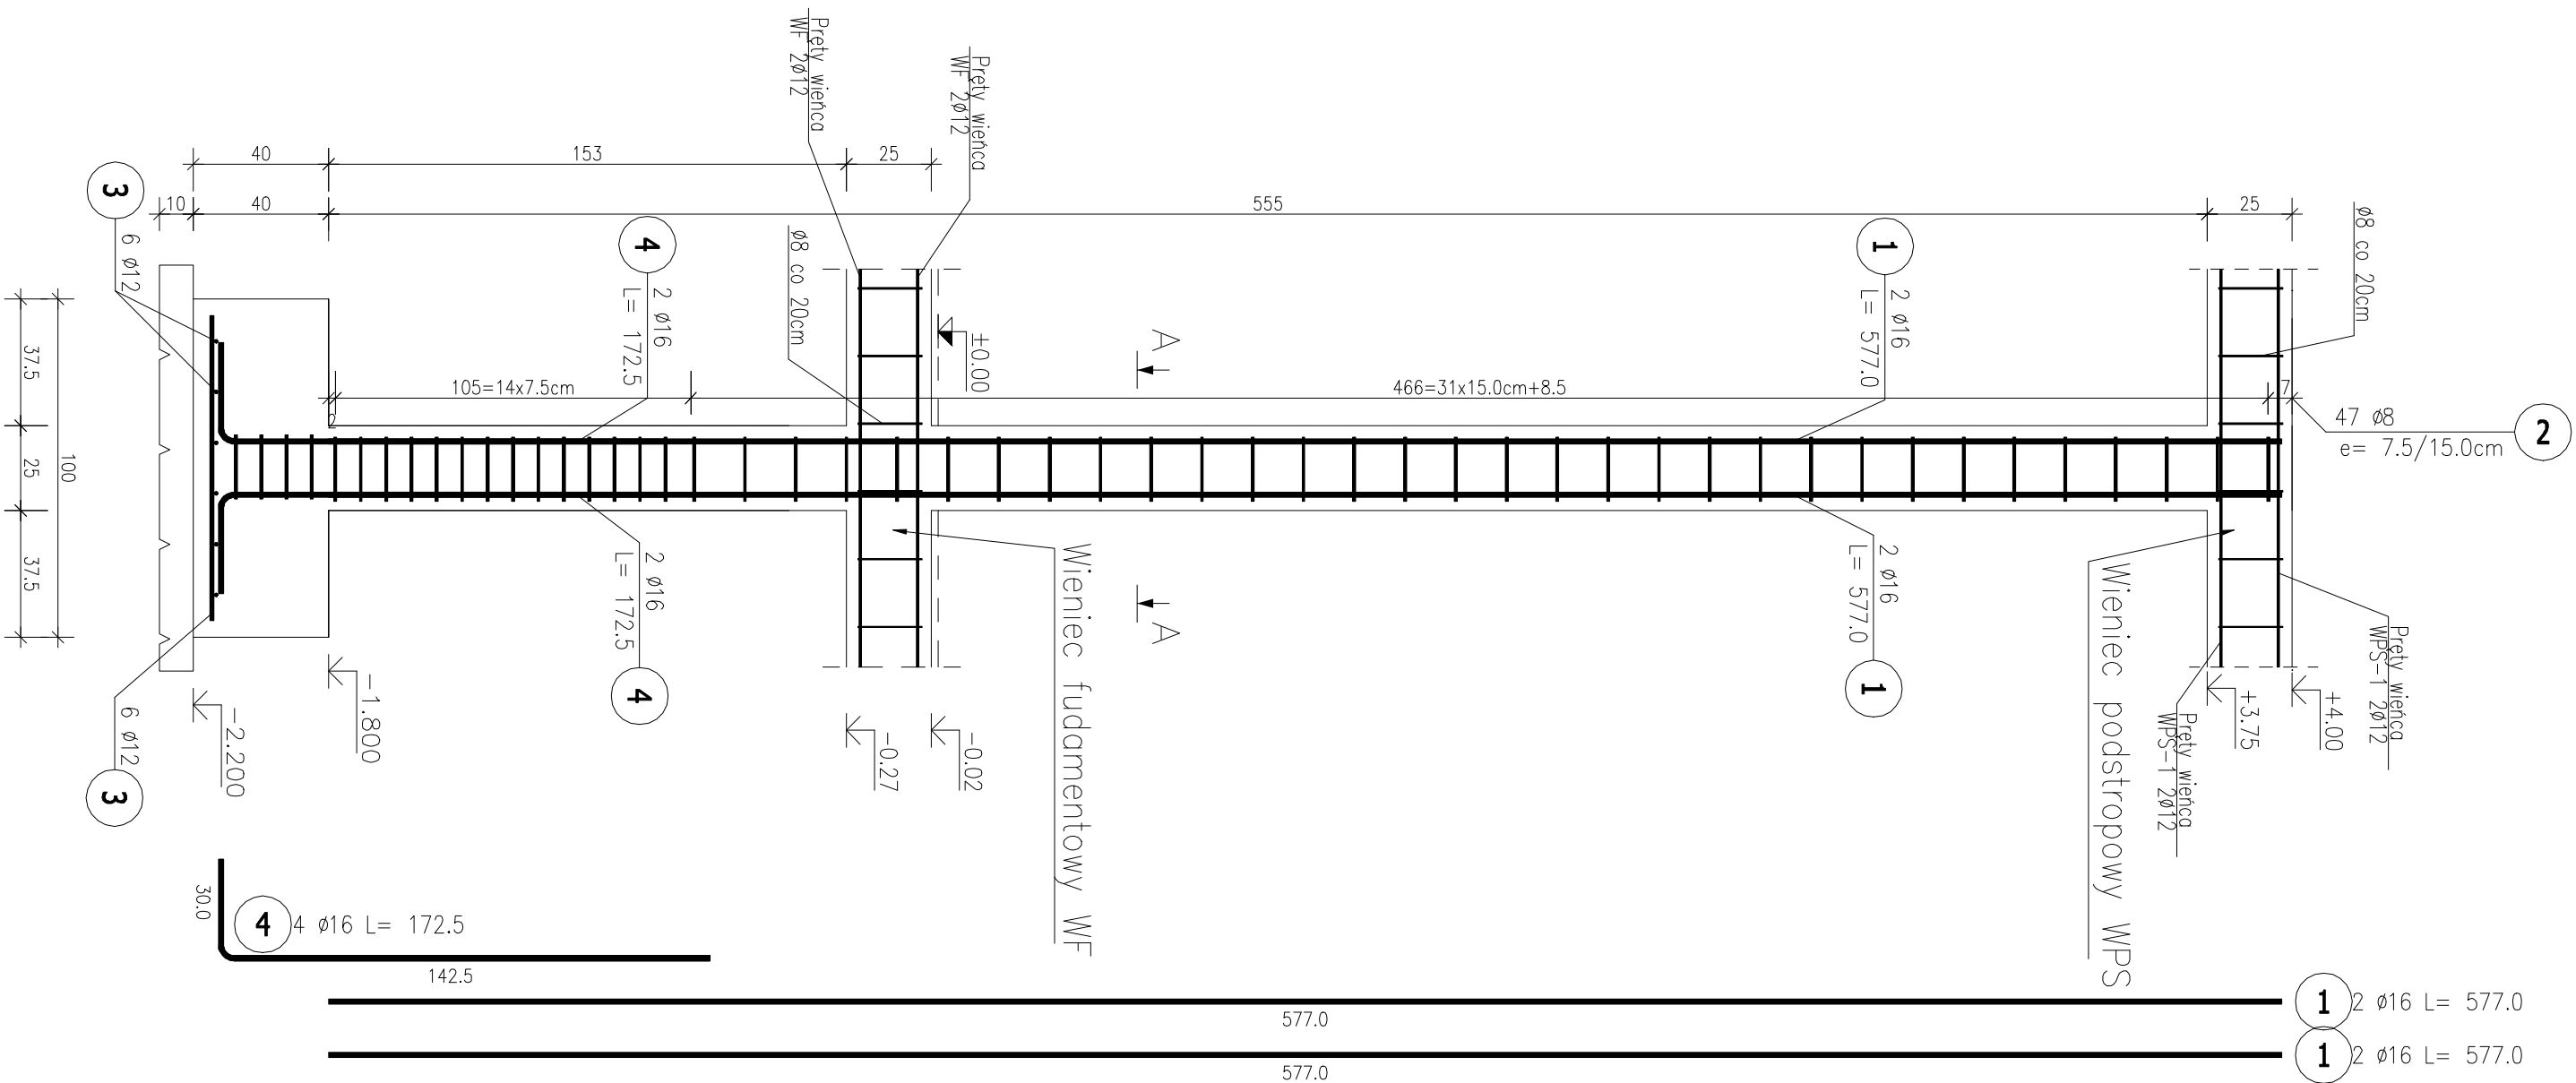 Pręty wieńca
WF 2ø12
Pręty wieńca
WF 2ø12
40
153
25
10
40
555
25
3
6 ø12
4
2 ø16
L= 172.5
ø8 co 20cm
±0.00
A
1
2 ø16
L= 577.0
ø8 co 20cm
105=14x7.5cm
466=31x15.0cm+8.5
7
2
47 ø8
e= 7.5/15.0cm
2
37.5
25
37.5
100
2 ø16
L= 172.5
4
A
2 ø16
L= 577.0
1
Wieniec fudamentowy WF
Wieniec podstropowy WPS
Pręty wieńca
WPS-1 2ø12
Pręty wieńca
WPS-1 2ø12
+4.00
+3.75
-0.02
-0.27
-1.800
-2.200
6 ø12
3
30.0
4
4 ø16 L= 172.5
142.5
1
2 ø16 L= 577.0
577.0
1
2 ø16 L= 577.0
577.0